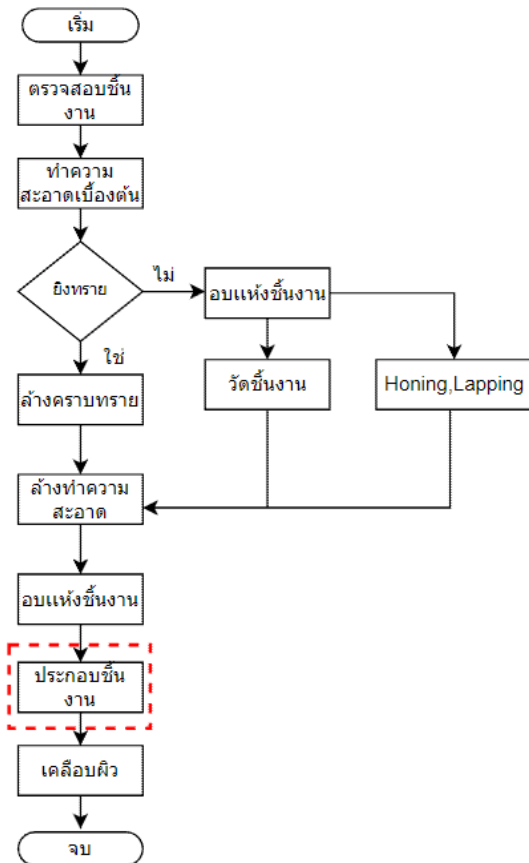 เริ่ม
ตรวจสอบชิ้น
งาน
ทำความ
สะอาดเบื้องต้น
ยิงทราย
ไม่
อบแห้งชิ้นงาน
ใช่
ล้างคราบทราย
วัดชิ้นงาน
Honing,Lapping
ล้างทำความ
สะอาด
อบแห้งชิ้นงาน
ประกอบชิ้น
งาน
เคลือบผิว
จบ